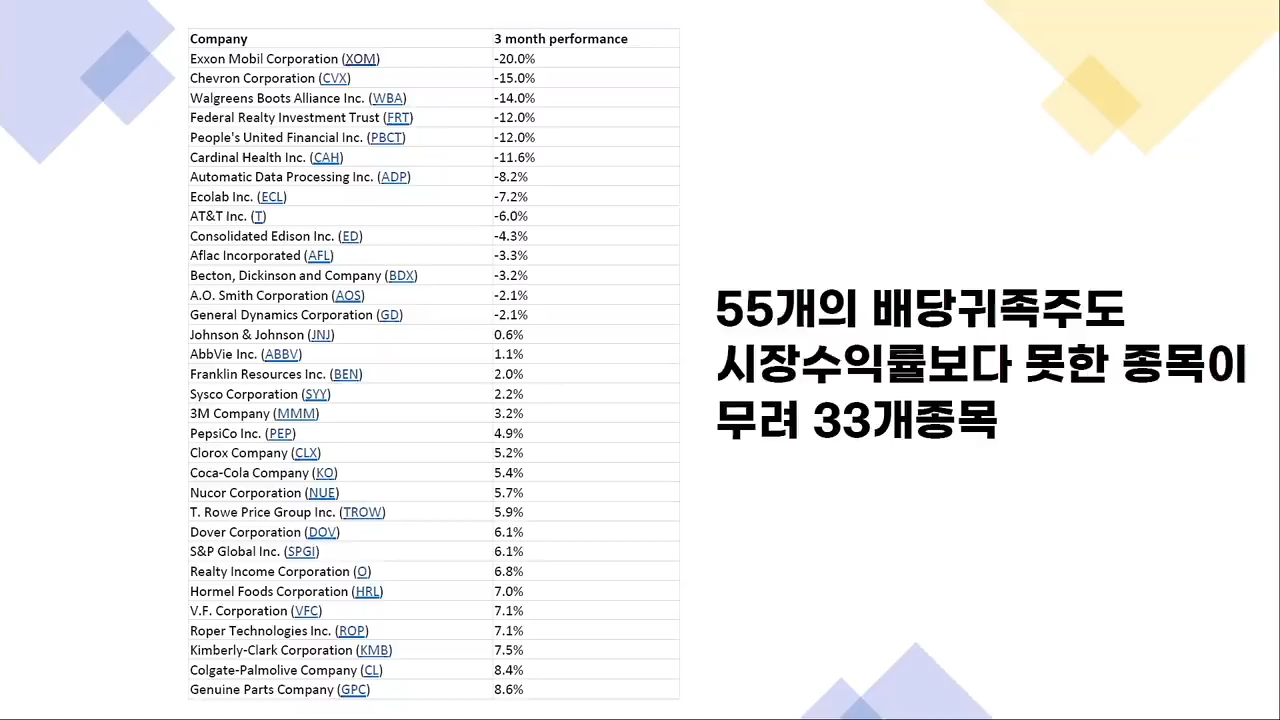 Company 3 month performance
Exxon Mobil Corporation (XOM) -20.0%
Chevron Corporation (CVX) -15.0%
Walgreens Boots Alliance Inc. (WBA) -14.0%
Federal Realty Investment Trust (FRT) -12.0%
People's United Financial Inc. (PBCT) -12.0%
Cardinal Health Inc. (CAH) -11.6%
Automatic Data Processing Inc. (ADP) -8.2%
Ecolab Inc. (ECL) -7.2%
AT&T Inc. (T) -6.0%
Consolidated Edison Inc. (ED) -4.3%
Aflac Incorporated (AFL) -3.3%
Becton, Dickinson and Company (BDX) -3.2%
A.O. Smith Corporation (AOS) -2.1%
General Dynamics Corporation (GD) -2.1%
Johnson & Johnson (JNJ) 0.6%
AbbVie Inc. (ABBV) 1.1%
Franklin Resources Inc. (BEN) 2.0%
Sysco Corporation (SYY) 2.2%
3M Company (MMM) 3.2%
PepsiCo Inc. (PEP) 4.9%
Clorox Company (CLX) 5.2%
Coca-Cola Company (KO) 5.4%
Nucor Corporation (NUE) 5.7%
T. Rowe Price Group Inc. (TROW) 5.9%
Dover Corporation (DOV) 6.1%
S&P Global Inc. (SPGI) 6.1%
Realty Income Corporation (O) 6.8%
Hormel Foods Corporation (HRL) 7.0%
V.F. Corporation (VFC) 7.1%
Roper Technologies Inc. (ROP) 7.1%
Kimberly-Clark Corporation (KMB) 7.5%
Colgate-Palmolive Company (CL) 8.4%
Genuine Parts Company (GPC) 8.6%
55개의 배당귀족주도
시장수익률보다 못한 종목이
무려 33개종목